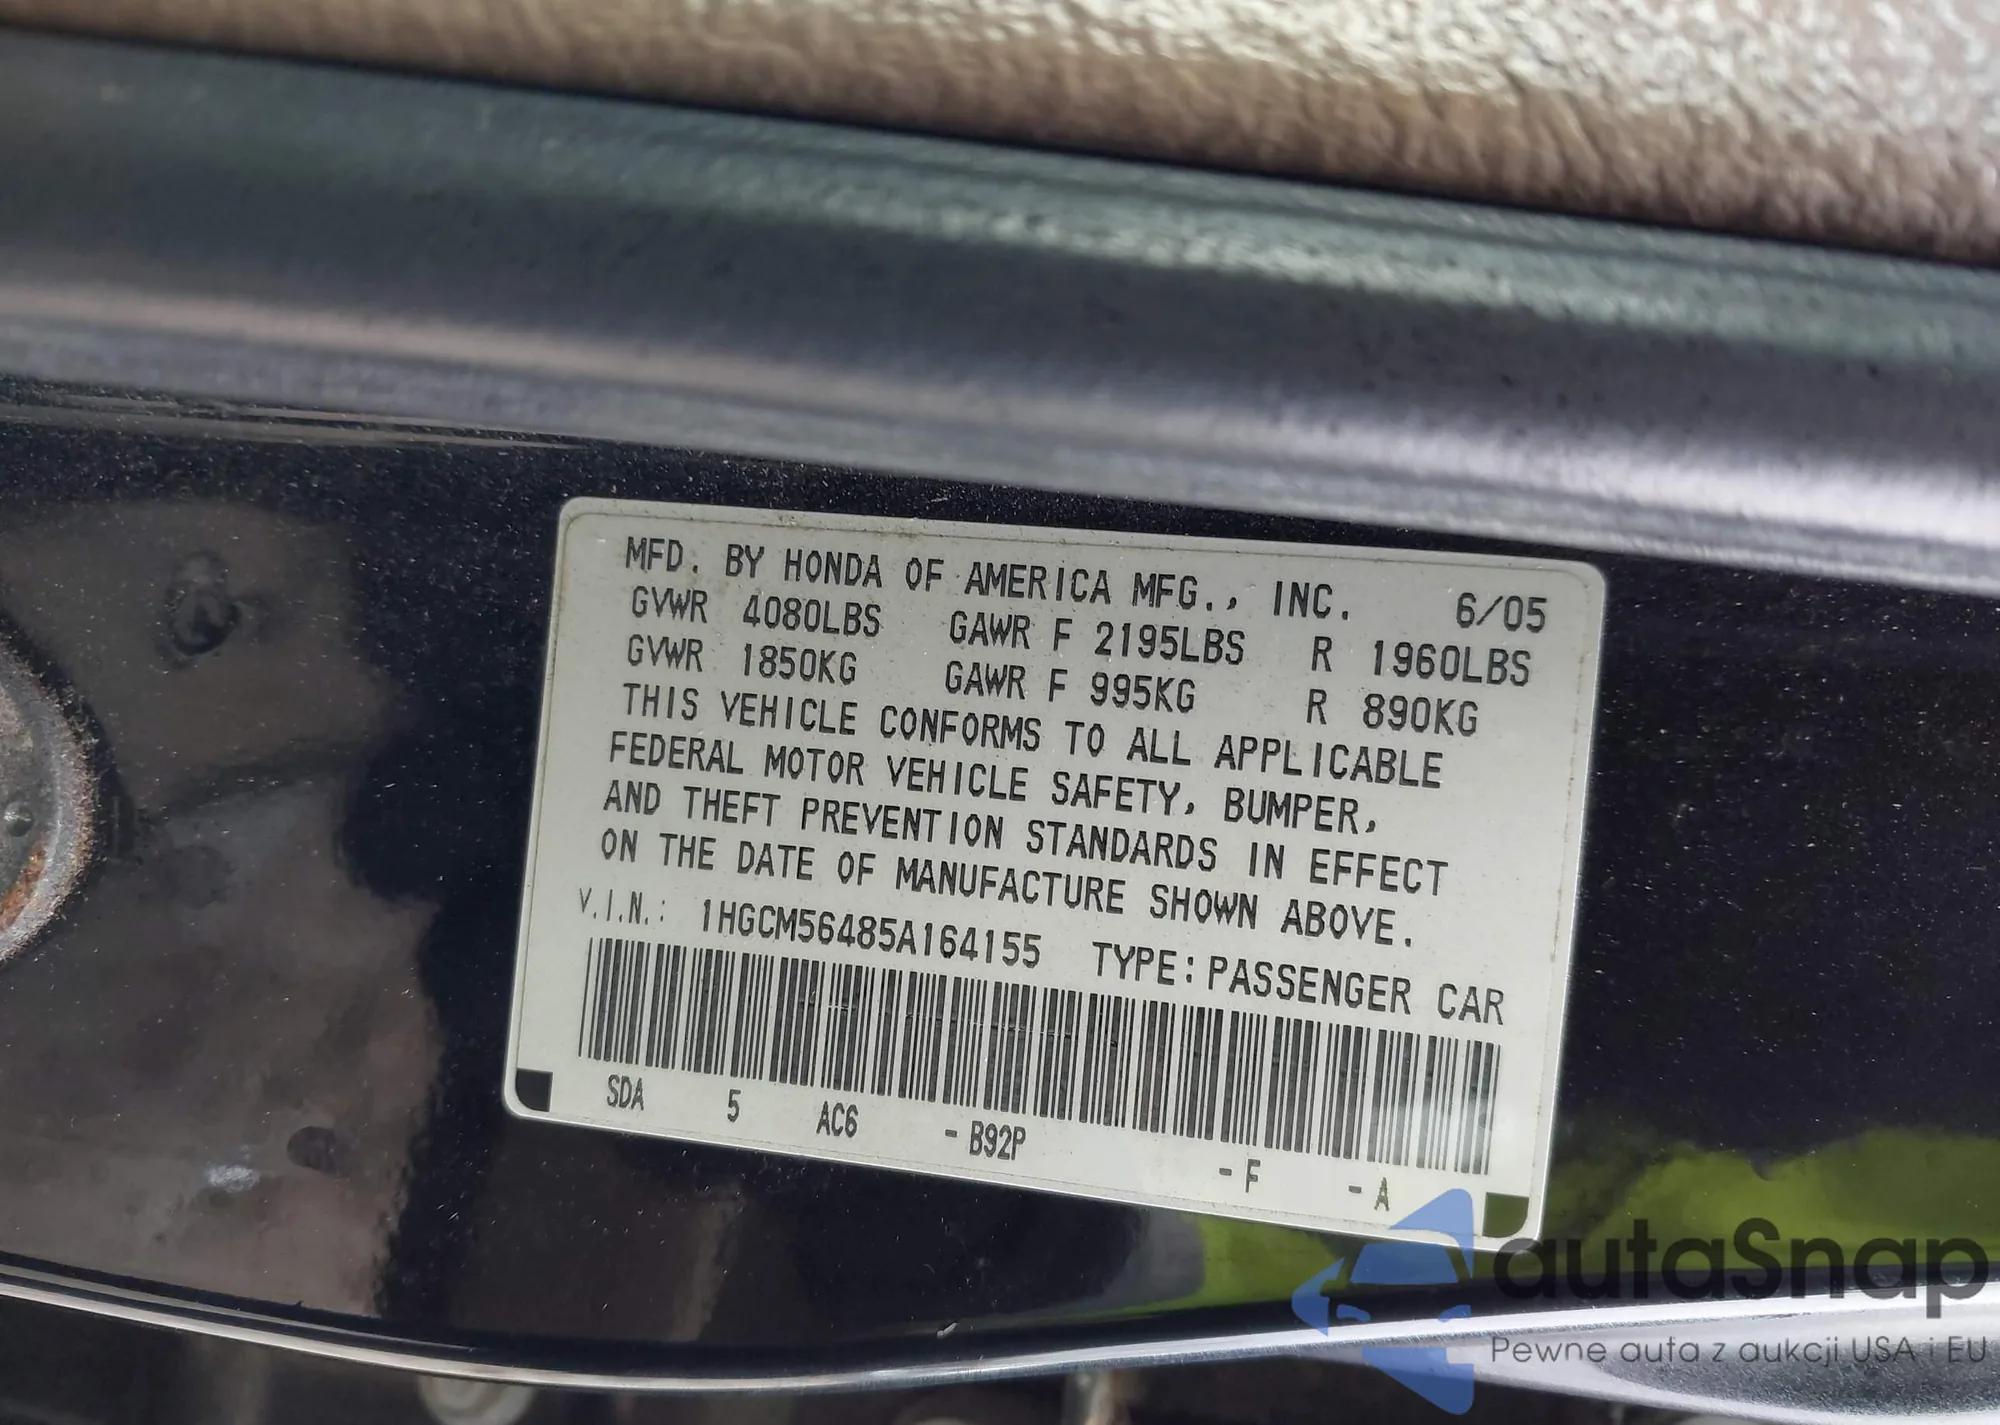 MFD. BY HONDA OF AMERICA MFG., INC. 6/05
GVWR 4080LBS GAWR F 2195LBS R 1960LBS
GVWR 1850KG GAWR F 995KG R 890KG
THIS VEHICLE CONFORMS TO ALL APPLICABLE
FEDERAL MOTOR VEHICLE SAFETY, BUMPER,
AND THEFT PREVENTION STANDARDS IN EFFECT
ON THE DATE OF MANUFACTURE SHOWN ABOVE.
V.I.N.: 1HGCM56485A164155 TYPE:PASSENGER CAR
SDA 5 AC6 -B92P -F -A
autaSnap
Pewne auta z aukcji USA i EU